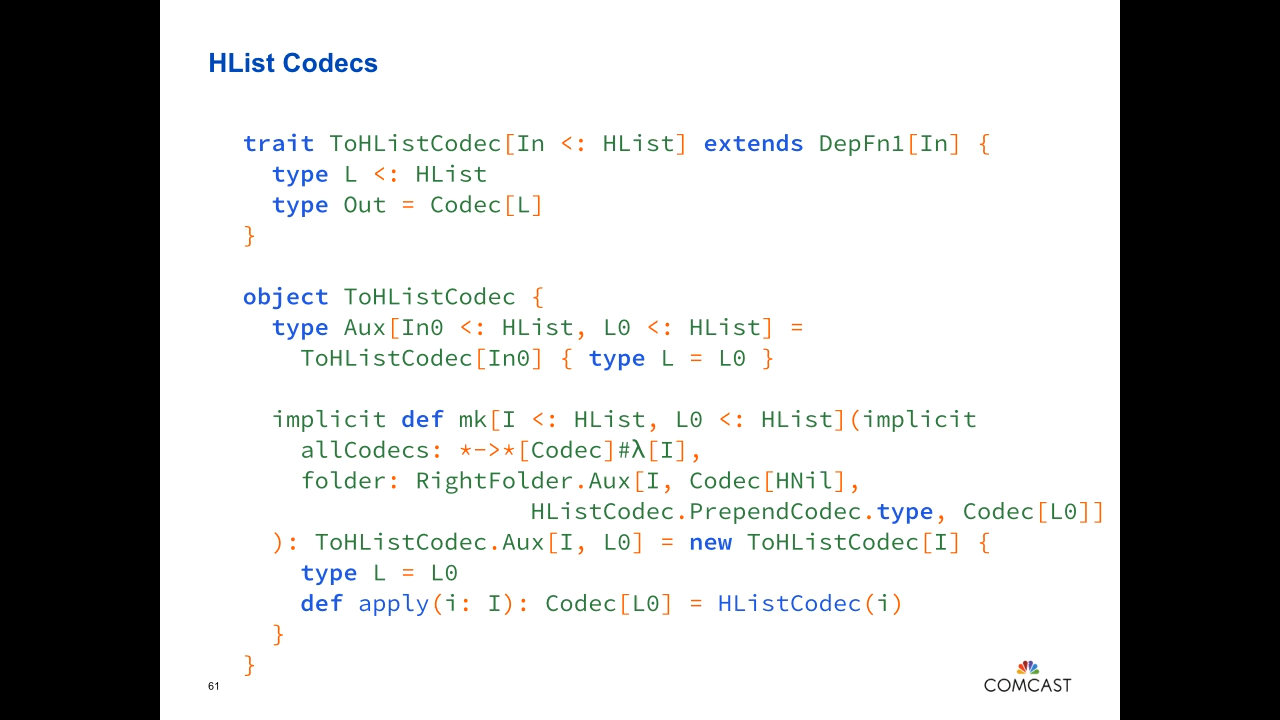 HList Codecs
trait ToHListCodec[In <: HList] extends DepFn1[In] {
  type L <: HList
  type Out = Codec[L]
}
object ToHListCodec {
  type Aux[In0 <: HList, L0 <: HList] =
    ToHListCodec[In0] { type L = L0 }
  implicit def mk[I <: HList, L0 <: HList](implicit
    allCodecs: *->*[Codec]#λ[I],
    folder: RightFolder.Aux[I, Codec[HNil],
                    HListCodec.PrependCodec.type, Codec[L0]]
  ): ToHListCodec.Aux[I, L0] = new ToHListCodec[I] {
    type L = L0
    def apply(i: I): Codec[L0] = HListCodec(i)
  }
}
61
COMCAST